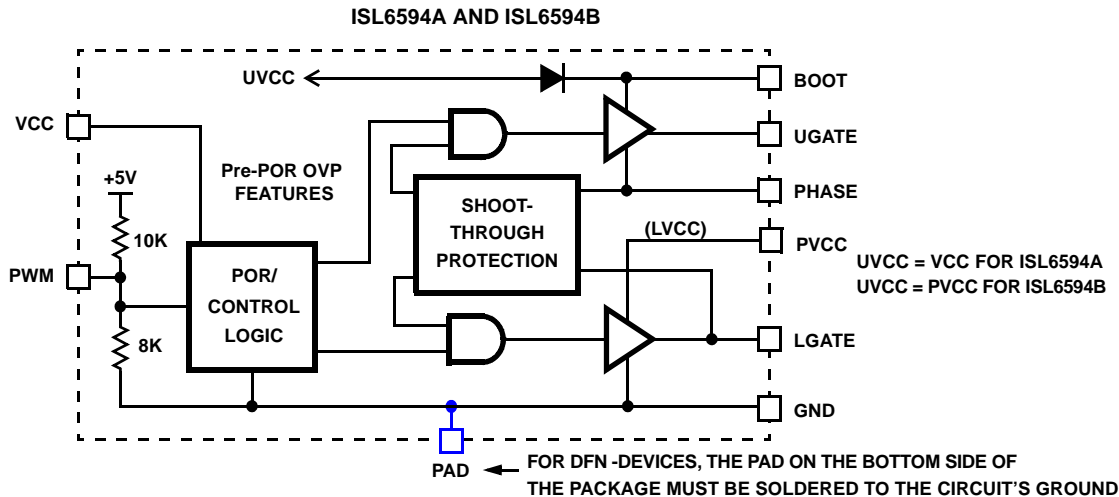 ISL6594A AND ISL6594B
UVCC
BOOT
VCC
UGATE
Pre-POR OVP
FEATURES
+5V
PHASE
SHOOT-
THROUGH
PROTECTION
10K
(LVCC)
PVCC
UVCC = VCC FOR ISL6594A
UVCC = PVCC FOR ISL6594B
PWM
POR/
CONTROL
LOGIC
8K
LGATE
GND
PAD
FOR DFN -DEVICES, THE PAD ON THE BOTTOM SIDE OF
THE PACKAGE MUST BE SOLDERED TO THE CIRCUIT'S GROUND